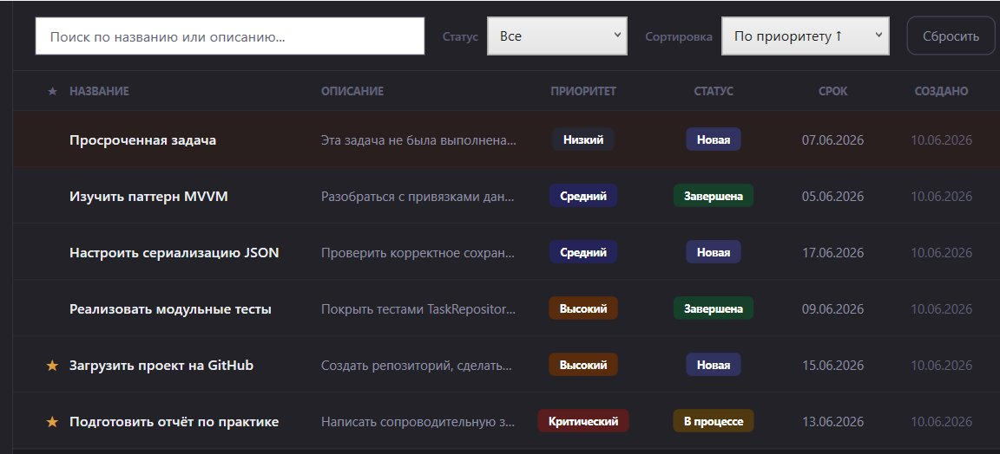 Поиск по названию или описанию... Статус Все Сортировка По приоритету ↑ Сбросить
★ НАЗВАНИЕ ОПИСАНИЕ ПРИОРИТЕТ СТАТУС СРОК СОЗДАНО
Просроченная задача Эта задача не была выполнена... Низкий Новая 07.06.2026 10.06.2026
Изучить паттерн MVVM Разобраться с привязками дан... Средний Завершена 05.06.2026 10.06.2026
Настроить сериализацию JSON Проверить корректное сохран... Средний Новая 17.06.2026 10.06.2026
Реализовать модульные тесты Покрыть тестами TaskRepositor... Высокий Завершена 09.06.2026 10.06.2026
★ Загрузить проект на GitHub Создать репозиторий, сделать... Высокий Новая 15.06.2026 10.06.2026
★ Подготовить отчёт по практике Написать сопроводительную з... Критический В процессе 13.06.2026 10.06.2026